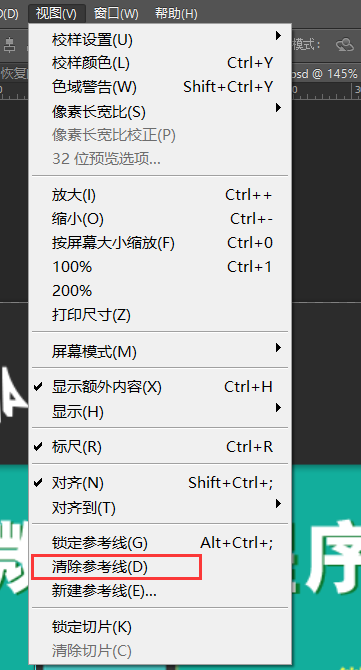 视图(V) 窗口(W) 帮助(H)
校样设置(U)
校样颜色(L) Ctrl+Y
色域警告(W) Shift+Ctrl+Y
像素长宽比(S)
像素长宽比校正(P)
32 位预览选项...
放大(I) Ctrl++
缩小(O) Ctrl+-
按屏幕大小缩放(F) Ctrl+0
100% Ctrl+1
200%
打印尺寸(Z)
屏幕模式(M)
显示额外内容(X) Ctrl+H
显示(H)
标尺(R) Ctrl+R
对齐(N) Shift+Ctrl+;
对齐到(T)
锁定参考线(G) Alt+Ctrl+;
清除参考线(D)
新建参考线(E)...
锁定切片(K)
清除切片(C)
模式:
恢复
psd @ 145%
微
程序